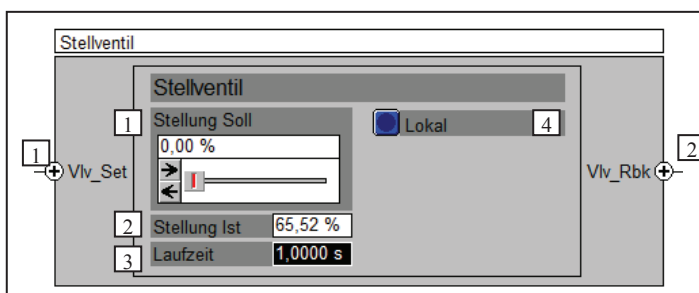 Stellventil
Stellventil
1 Stellung Soll
4 Lokal
0,00 %
1 Vlv_Set
Vlv_Rbk 2
2 Stellung Ist 65,52 %
3 Laufzeit 1,0000 s